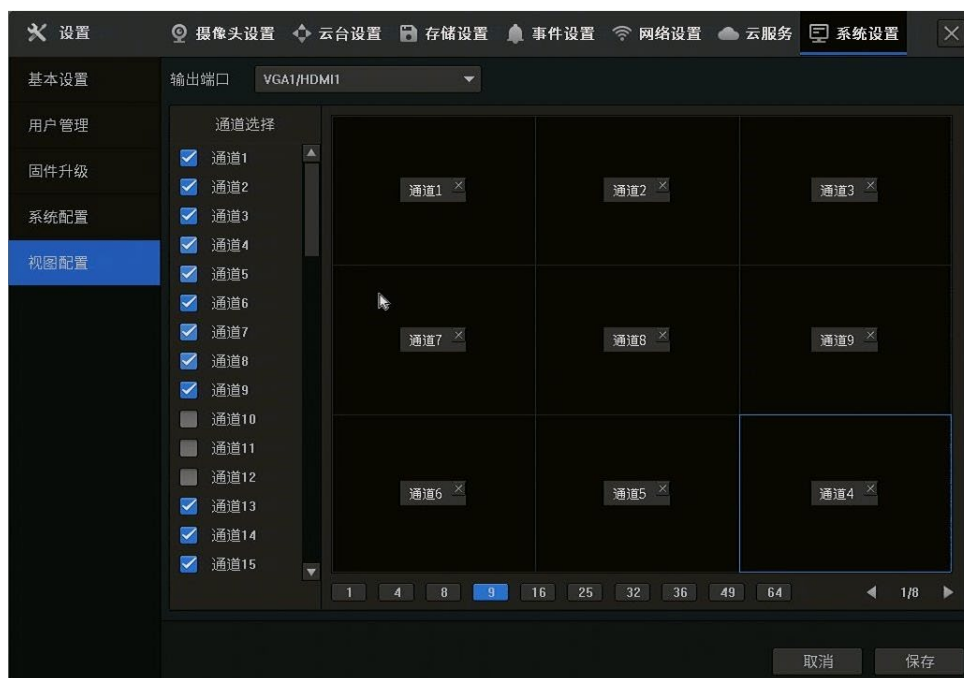 设置 摄像头设置 云台设置 存储设置 事件设置 网络设置 云服务 系统设置
基本设置
用户管理
固件升级
系统配置
视图配置
输出端口 VGA1/HDMI1
通道选择
通道1
通道2
通道3
通道4
通道5
通道6
通道7
通道8
通道9
通道10
通道11
通道12
通道13
通道14
通道15
通道1 通道2 通道3
通道7 通道8 通道9
通道6 通道5 通道4
1 4 8 9 16 25 32 36 49 64 1/8
取消 保存